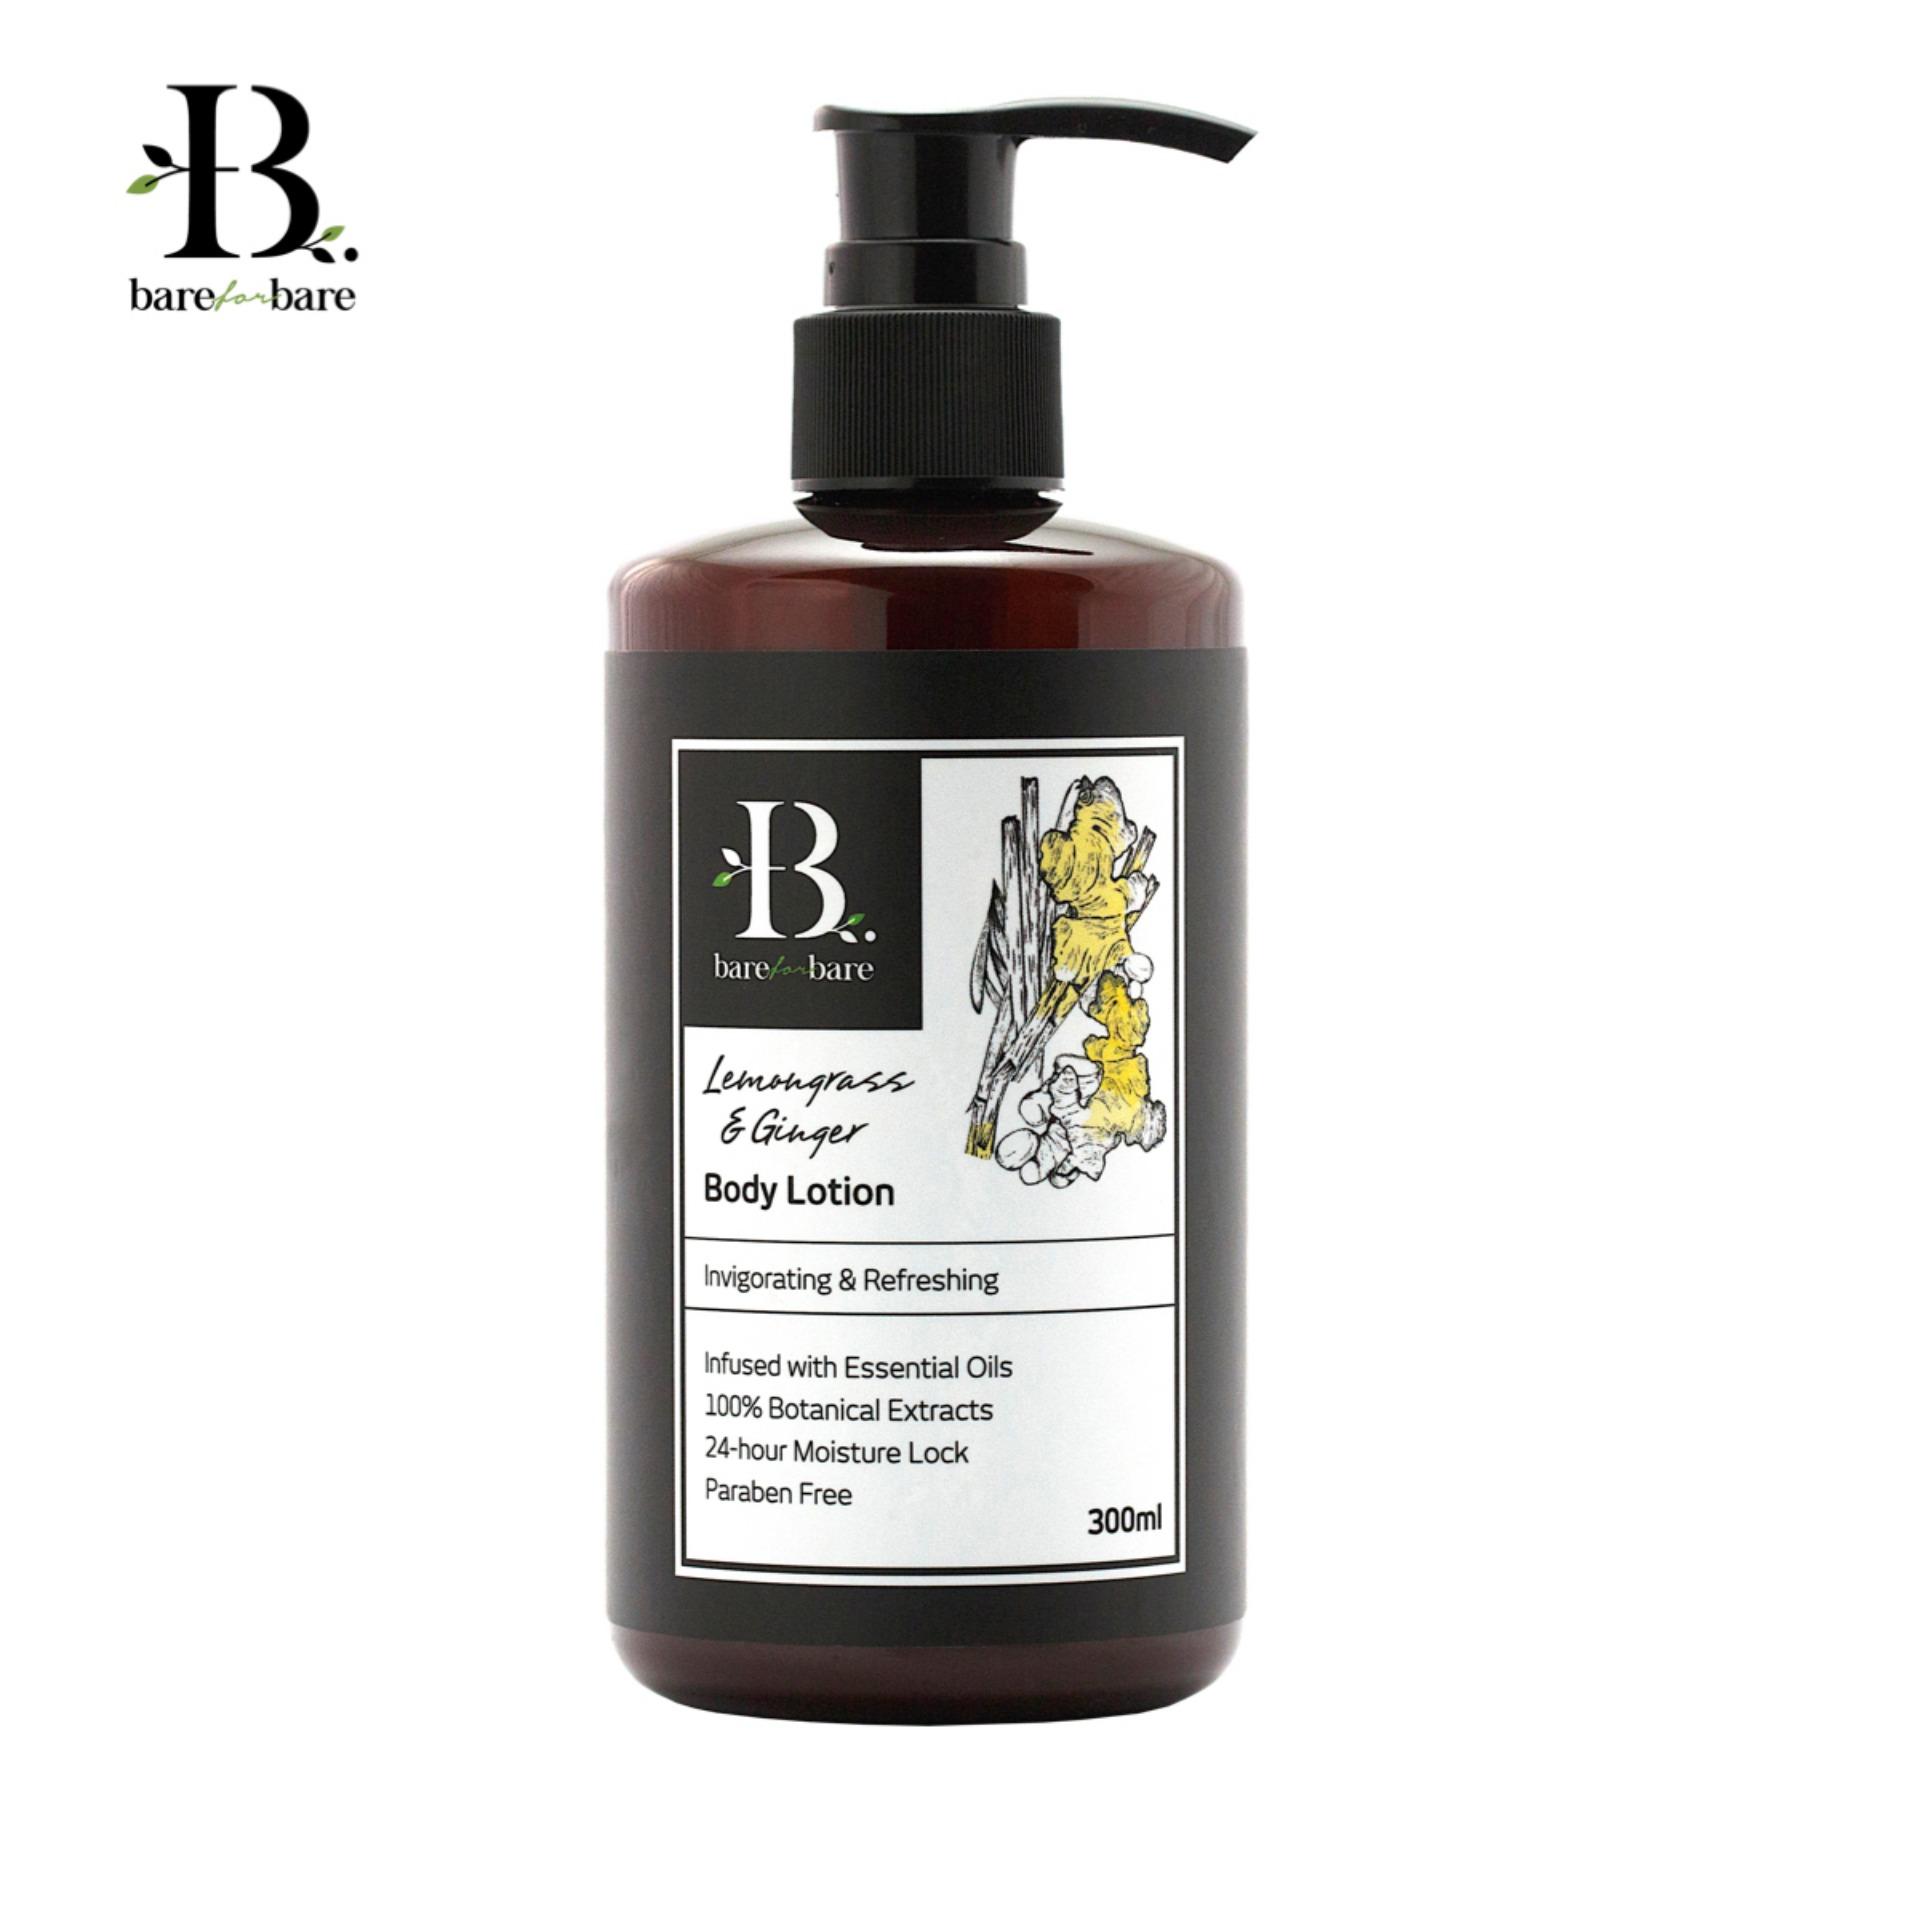 B.
bareforbare
B.
bareforbare
Lemongrass
& Ginger
Body Lotion
Invigorating & Refreshing
Infused with Essential Oils
100% Botanical Extracts
24-hour Moisture Lock
Paraben Free
300ml